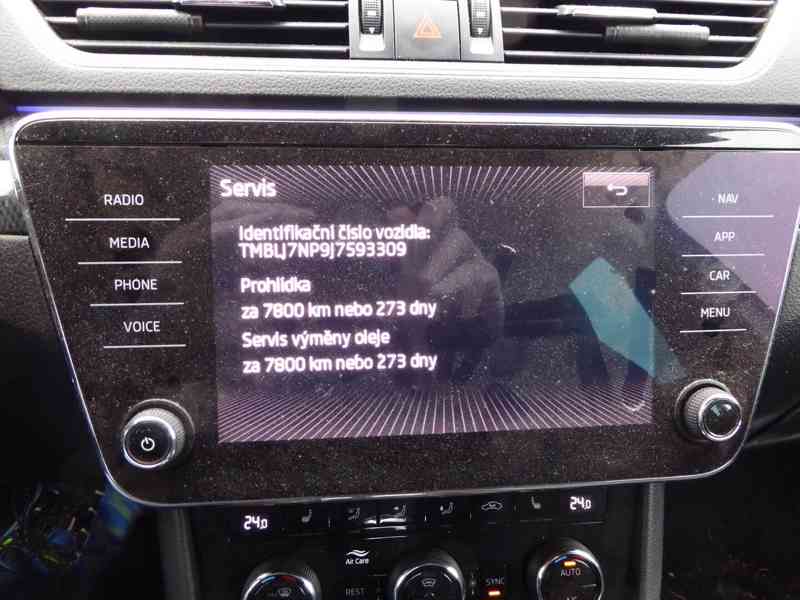 RADIO
MEDIA
PHONE
VOICE
Servis
Identifikační číslo vozidla:
TMBLJ7NP9J7593309
Prohlídka
za 7800 km nebo 273 dny
Servis výměny oleje
za 7800 km nebo 273 dny
NAV
APP
CAR
MENU
24.0
24.0
Air Care
REST
SYNC
AUTO